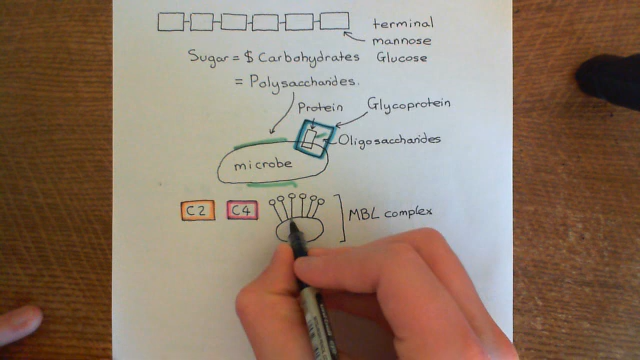 terminal
mannose
Sugar = $ Carbohydrates Glucose
= Polysaccharides.
Protein Glycoprotein
Oligosaccharides
microbe
C2 C4 MBL complex